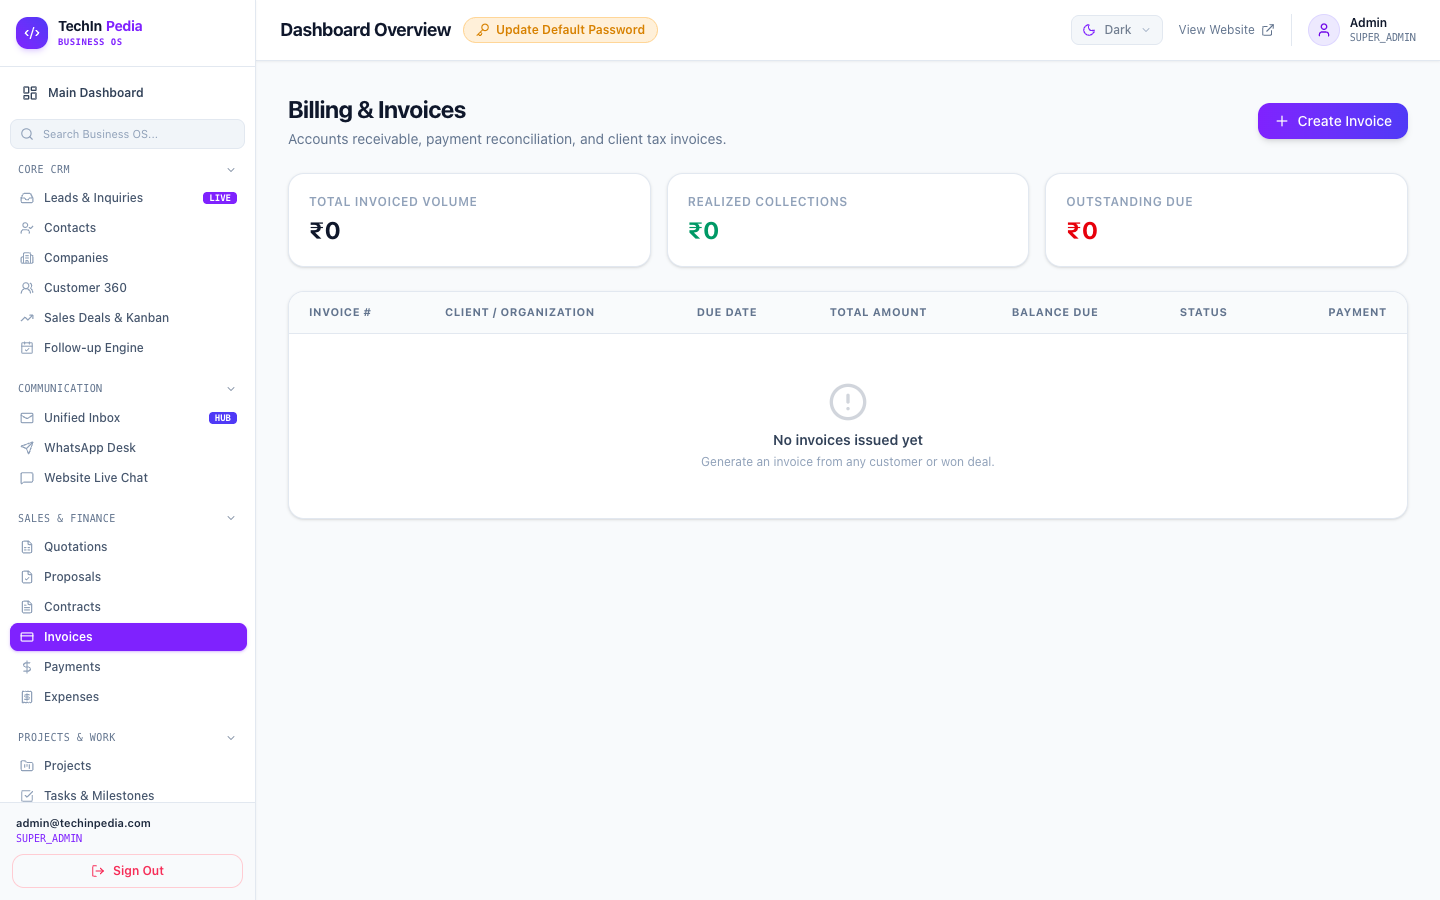 TechIn Pedia
BUSINESS OS
Main Dashboard
Search Business OS...
CORE CRM
Leads & Inquiries LIVE
Contacts
Companies
Customer 360
Sales Deals & Kanban
Follow-up Engine
COMMUNICATION
Unified Inbox HUB
WhatsApp Desk
Website Live Chat
SALES & FINANCE
Quotations
Proposals
Contracts
Invoices
Payments
Expenses
PROJECTS & WORK
Projects
Tasks & Milestones
admin@techinpedia.com
SUPER_ADMIN
Sign Out
Dashboard Overview Update Default Password Dark View Website Admin
SUPER_ADMIN
Billing & Invoices
Accounts receivable, payment reconciliation, and client tax invoices.
Create Invoice
TOTAL INVOICED VOLUME
₹0
REALIZED COLLECTIONS
₹0
OUTSTANDING DUE
₹0
INVOICE # CLIENT / ORGANIZATION DUE DATE TOTAL AMOUNT BALANCE DUE STATUS PAYMENT
No invoices issued yet
Generate an invoice from any customer or won deal.